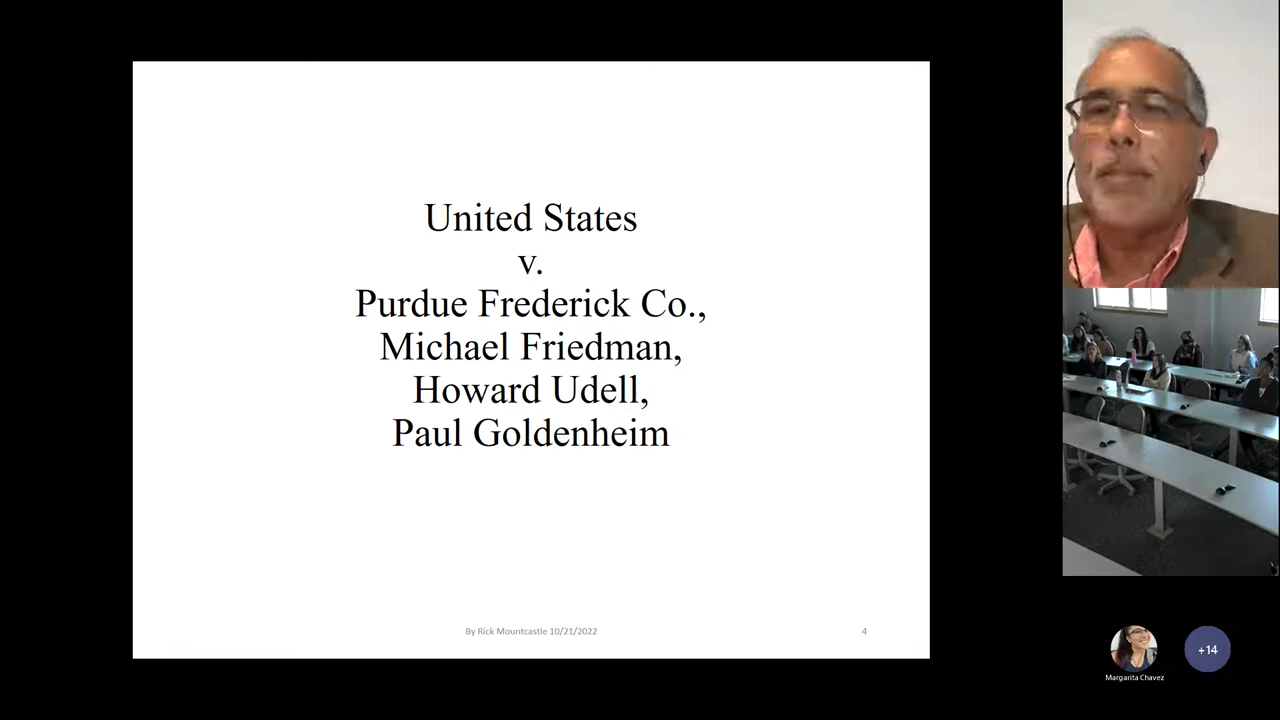 United States
v.
Purdue Frederick Co.,
Michael Friedman,
Howard Udell,
Paul Goldenheim
By Rick Mountcastle 10/21/2022
4
Margarita Chavez
+14